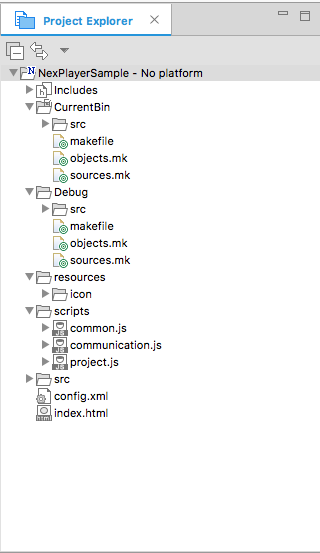 Project Explorer
NexPlayerSample - No platform
Includes
CurrentBin
src
makefile
objects.mk
sources.mk
Debug
src
makefile
objects.mk
sources.mk
resources
icon
scripts
common.js
communication.js
project.js
src
config.xml
index.html